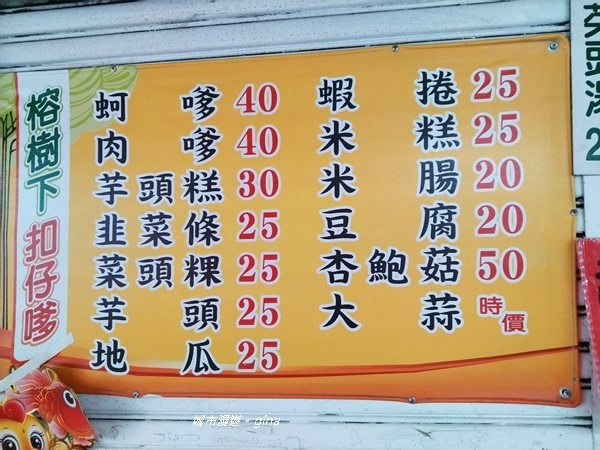 榕樹下 扣仔嗲
蚵嗲 40
肉嗲 40
芋頭糕 30
韭菜條 25
菜頭粿 25
芋頭 25
地瓜 25
蝦捲 25
米糕 25
米腸 20
豆腐 20
杏鮑菇 50
大蒜 時價
城市漫遊・gina